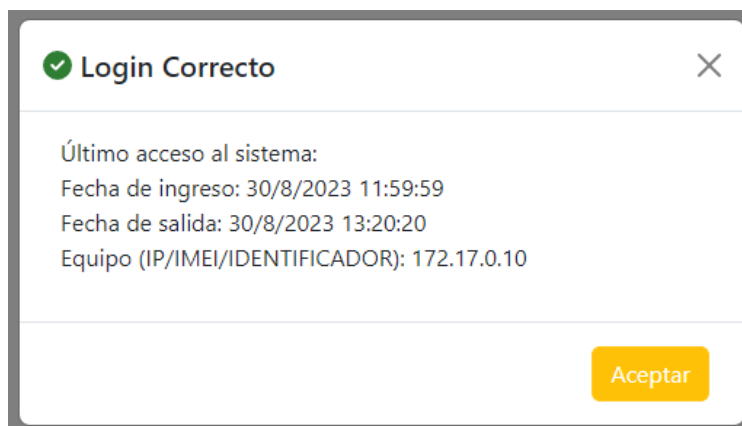 Login Correcto
Último acceso al sistema:
Fecha de ingreso: 30/8/2023 11:59:59
Fecha de salida: 30/8/2023 13:20:20
Equipo (IP/IMEI/IDENTIFICADOR): 172.17.0.10
Aceptar